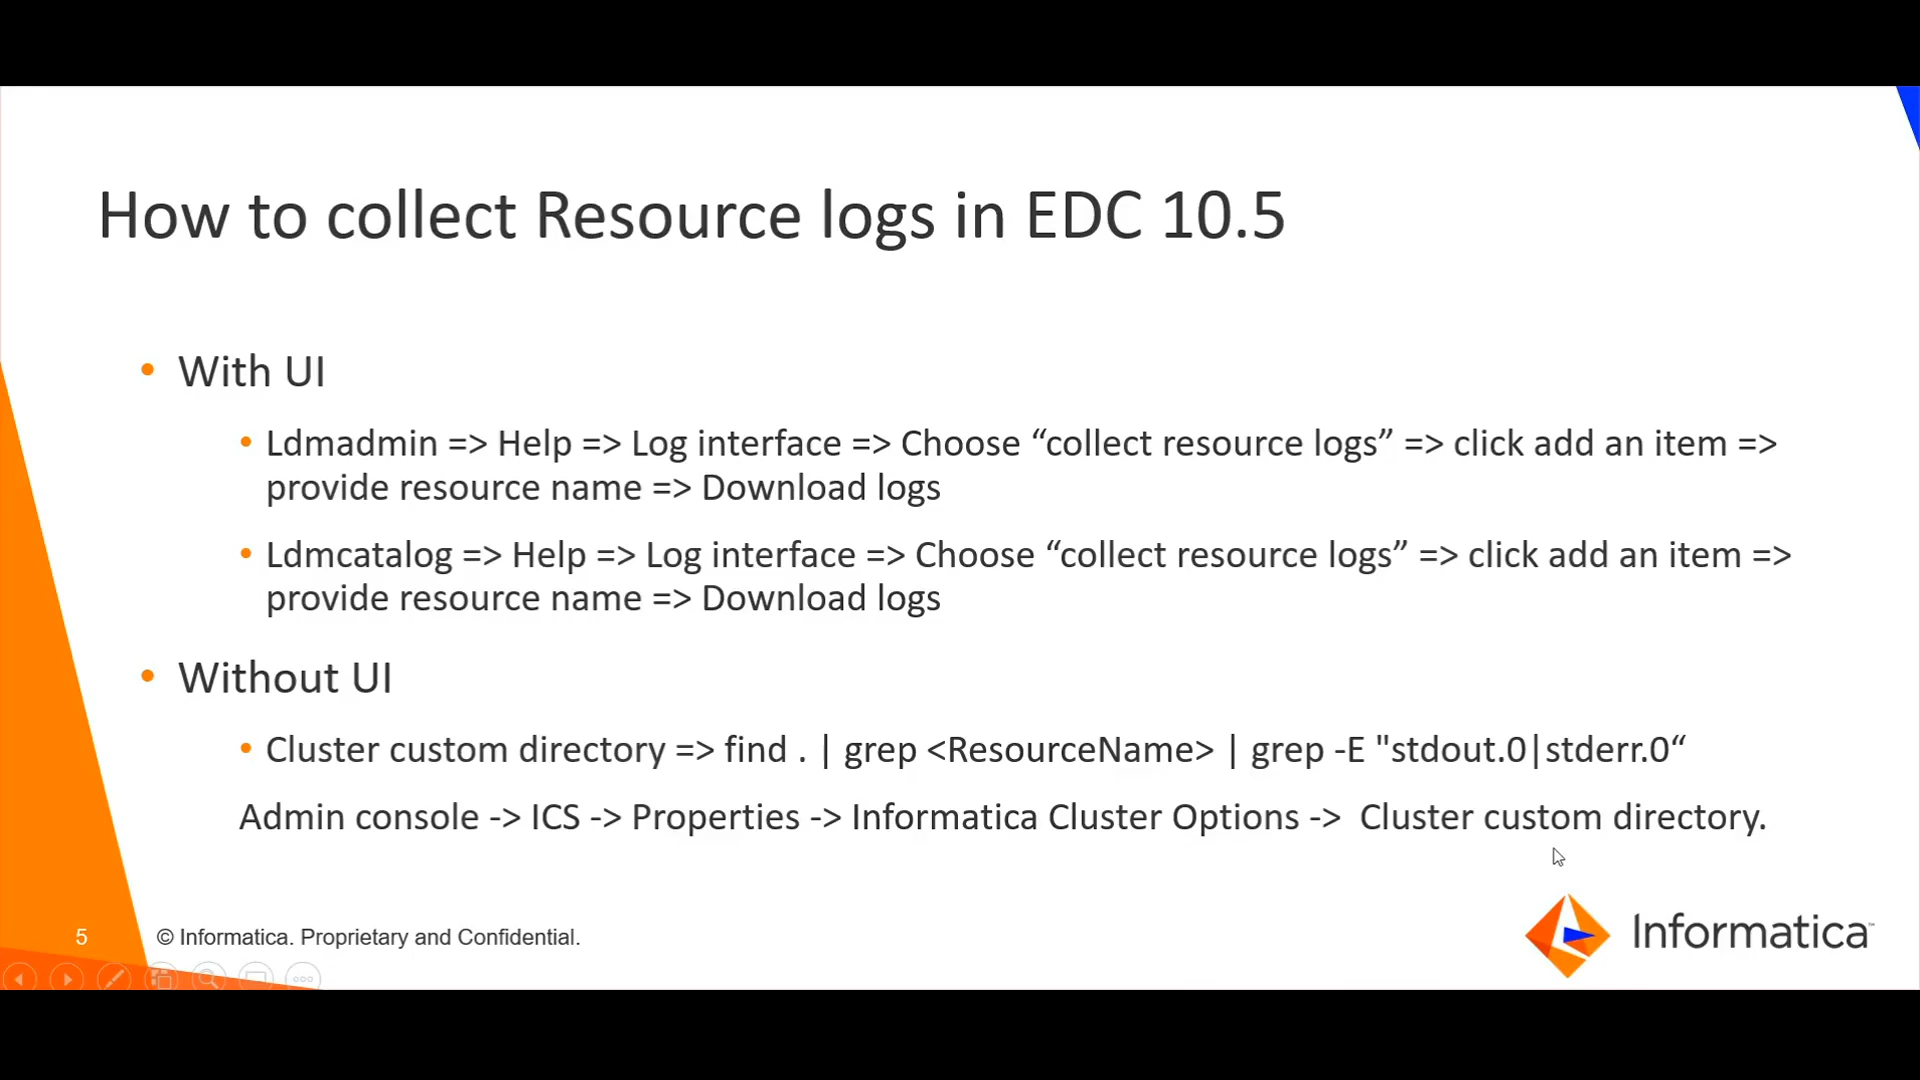 How to collect Resource logs in EDC 10.5
• With UI
• Ldmadmin => Help => Log interface => Choose “collect resource logs” => click add an item =>
provide resource name => Download logs
• Ldmcatalog => Help => Log interface => Choose “collect resource logs” => click add an item =>
provide resource name => Download logs
• Without UI
• Cluster custom directory => find . | grep <ResourceName> | grep -E "stdout.0|stderr.0“
Admin console -> ICS -> Properties -> Informatica Cluster Options -> Cluster custom directory.
5
© Informatica. Proprietary and Confidential.
Informatica™